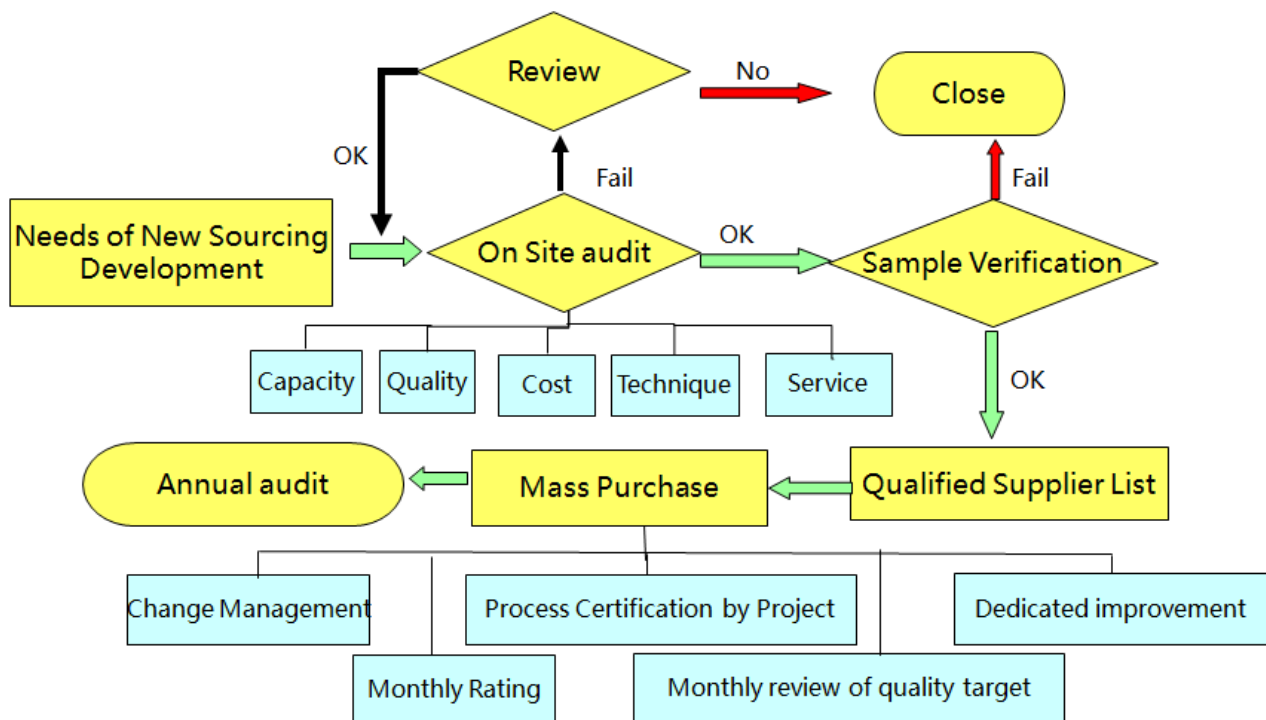 Review
No
Close
OK
Fail
Fail
Needs of New Sourcing
Development
On Site audit
OK
Sample Verification
Capacity
Quality
Cost
Technique
Service
OK
Annual audit
Mass Purchase
Qualified Supplier List
Change Management
Process Certification by Project
Dedicated improvement
Monthly Rating
Monthly review of quality target